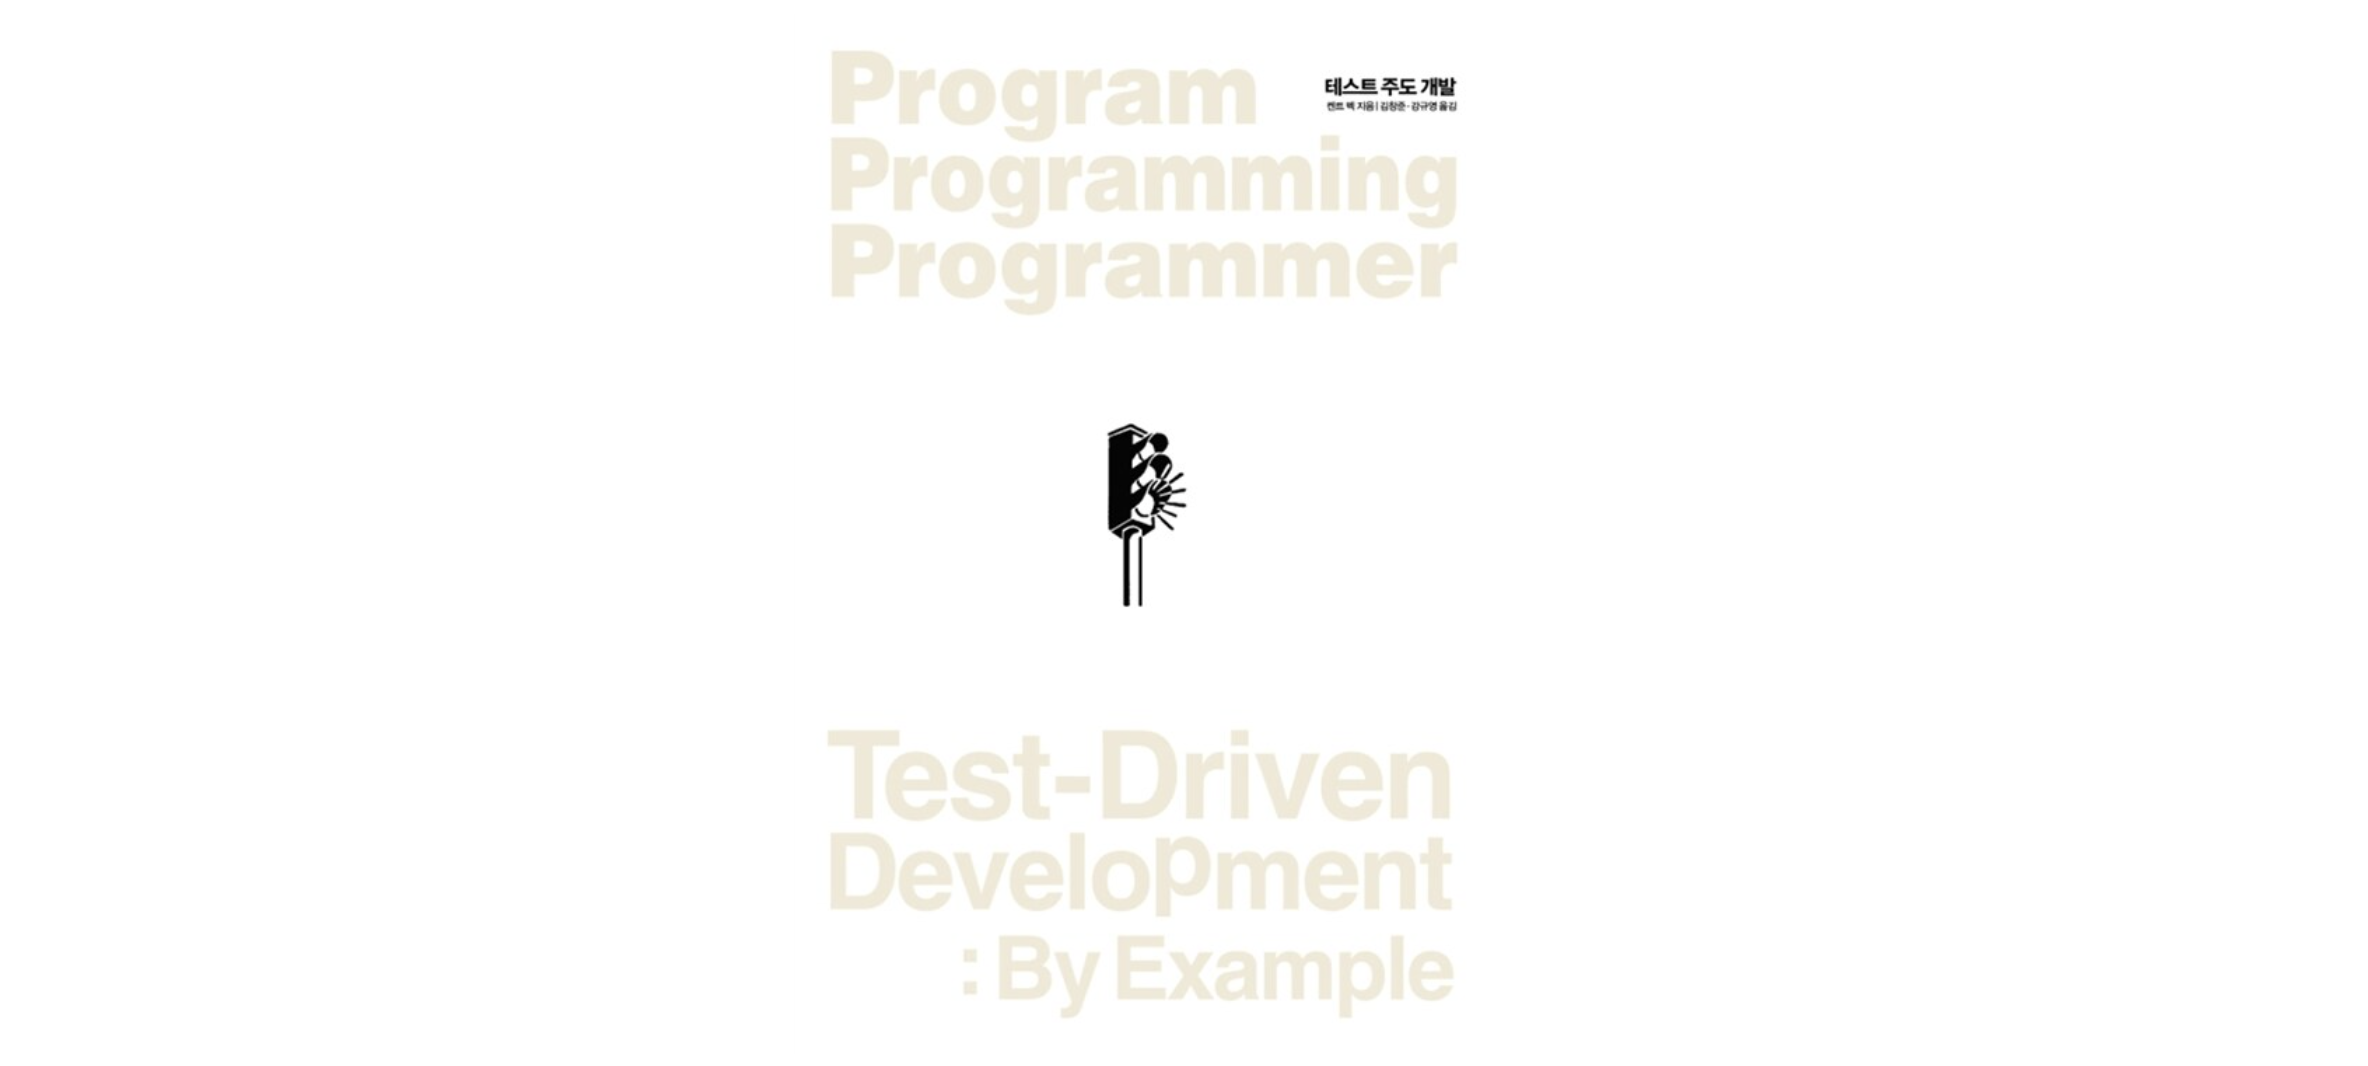 Program
테스트 주도 개발
켄트 벡 지음 | 김창준·강규영 옮김
Programming
Programmer
Test-Driven
Development
: By Example